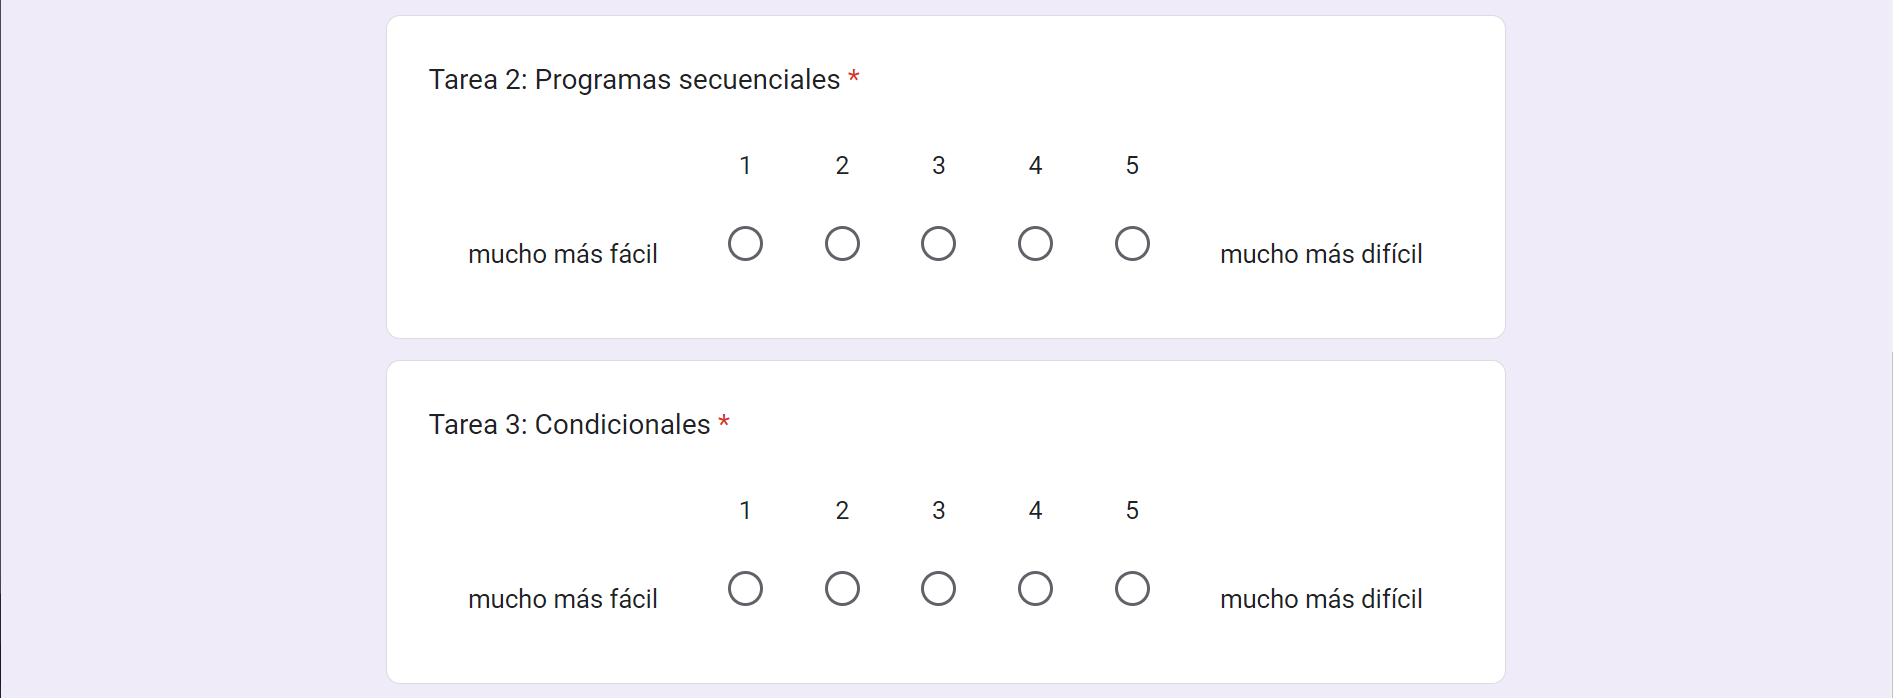 Tarea 2: Programas secuenciales *
1 2 3 4 5
mucho más fácil mucho más difícil
Tarea 3: Condicionales *
1 2 3 4 5
mucho más fácil mucho más difícil